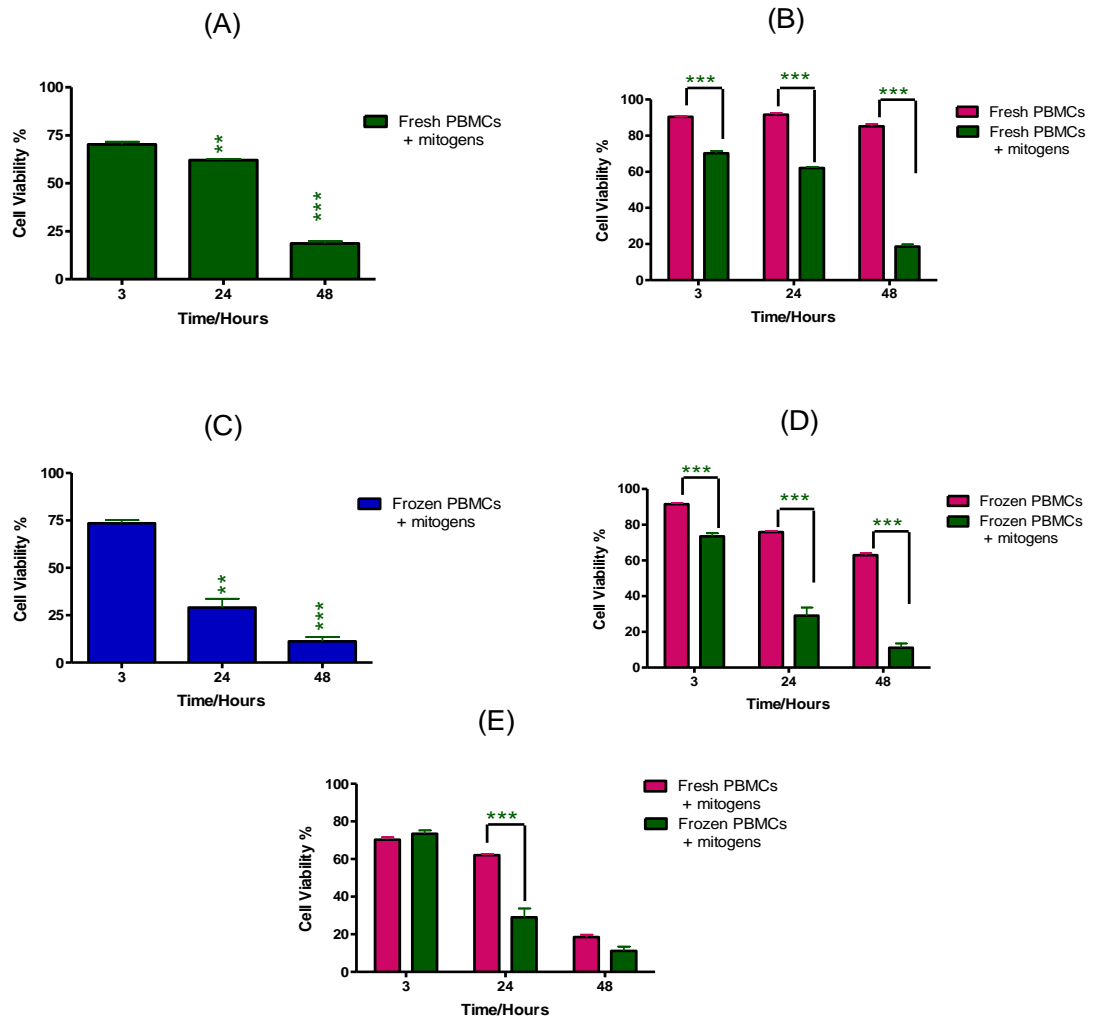 (A)
100
75
50
25
0
Cell Viability %
**
***
3 24 48
Time/Hours
Fresh PBMCs
+ mitogens
(B)
100
80
60
40
20
0
Cell Viability %
*** *** ***
3 24 48
Time/Hours
Fresh PBMCs
Fresh PBMCs
+ mitogens
(C)
100
75
50
25
0
Cell Viability %
**
***
3 24 48
Time/Hours
Frozen PBMCs
+ mitogens
(D)
100
80
60
40
20
0
Cell Viability %
***
***
***
3 24 48
Time/Hours
Frozen PBMCs
Frozen PBMCs
+ mitogens
(E)
100
80
60
40
20
0
Cell Viability %
***
3 24 48
Time/Hours
Fresh PBMCs
+ mitogens
Frozen PBMCs
+ mitogens